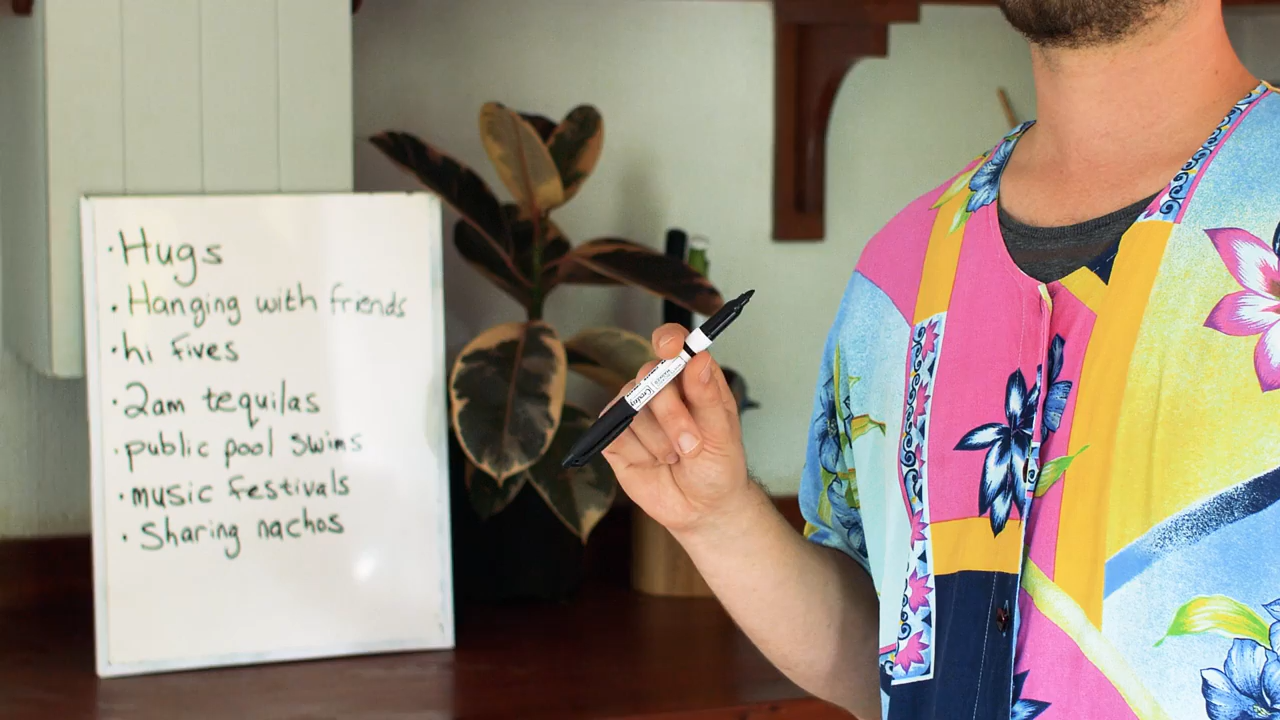 · Hugs
· Hanging with friends
· hi fives
· 2am tequilas
· public pool swims
· music festivals
· Sharing nachos